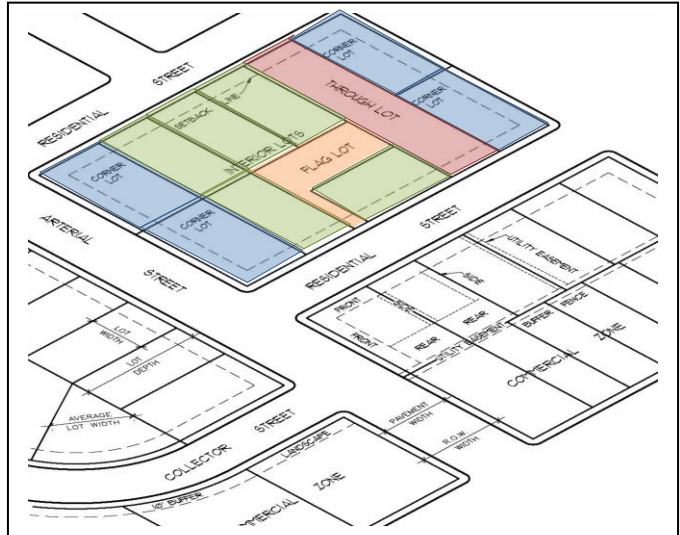 STREET
RESIDENTIAL
CORNER
LOT
CORNER
LOT
THROUGH LOT
SETBACK
LINE
INTERIOR LOTS
FLAG LOT
CORNER
LOT
CORNER
LOT
ARTERIAL
STREET
RESIDENTIAL
STREET
UTILITY EASEMENT
SIDE
FRONT
SIDE
REAR
FRONT
REAR
UTILITY EASEMENT
BUFFER
FENCE
COMMERCIAL
ZONE
LOT
WIDTH
LOT
DEPTH
AVERAGE
LOT WIDTH
COLLECTOR
STREET
PAVEMENT
WIDTH
R.O.W
WIDTH
LANDSCAPE
BUFFER
ZONE